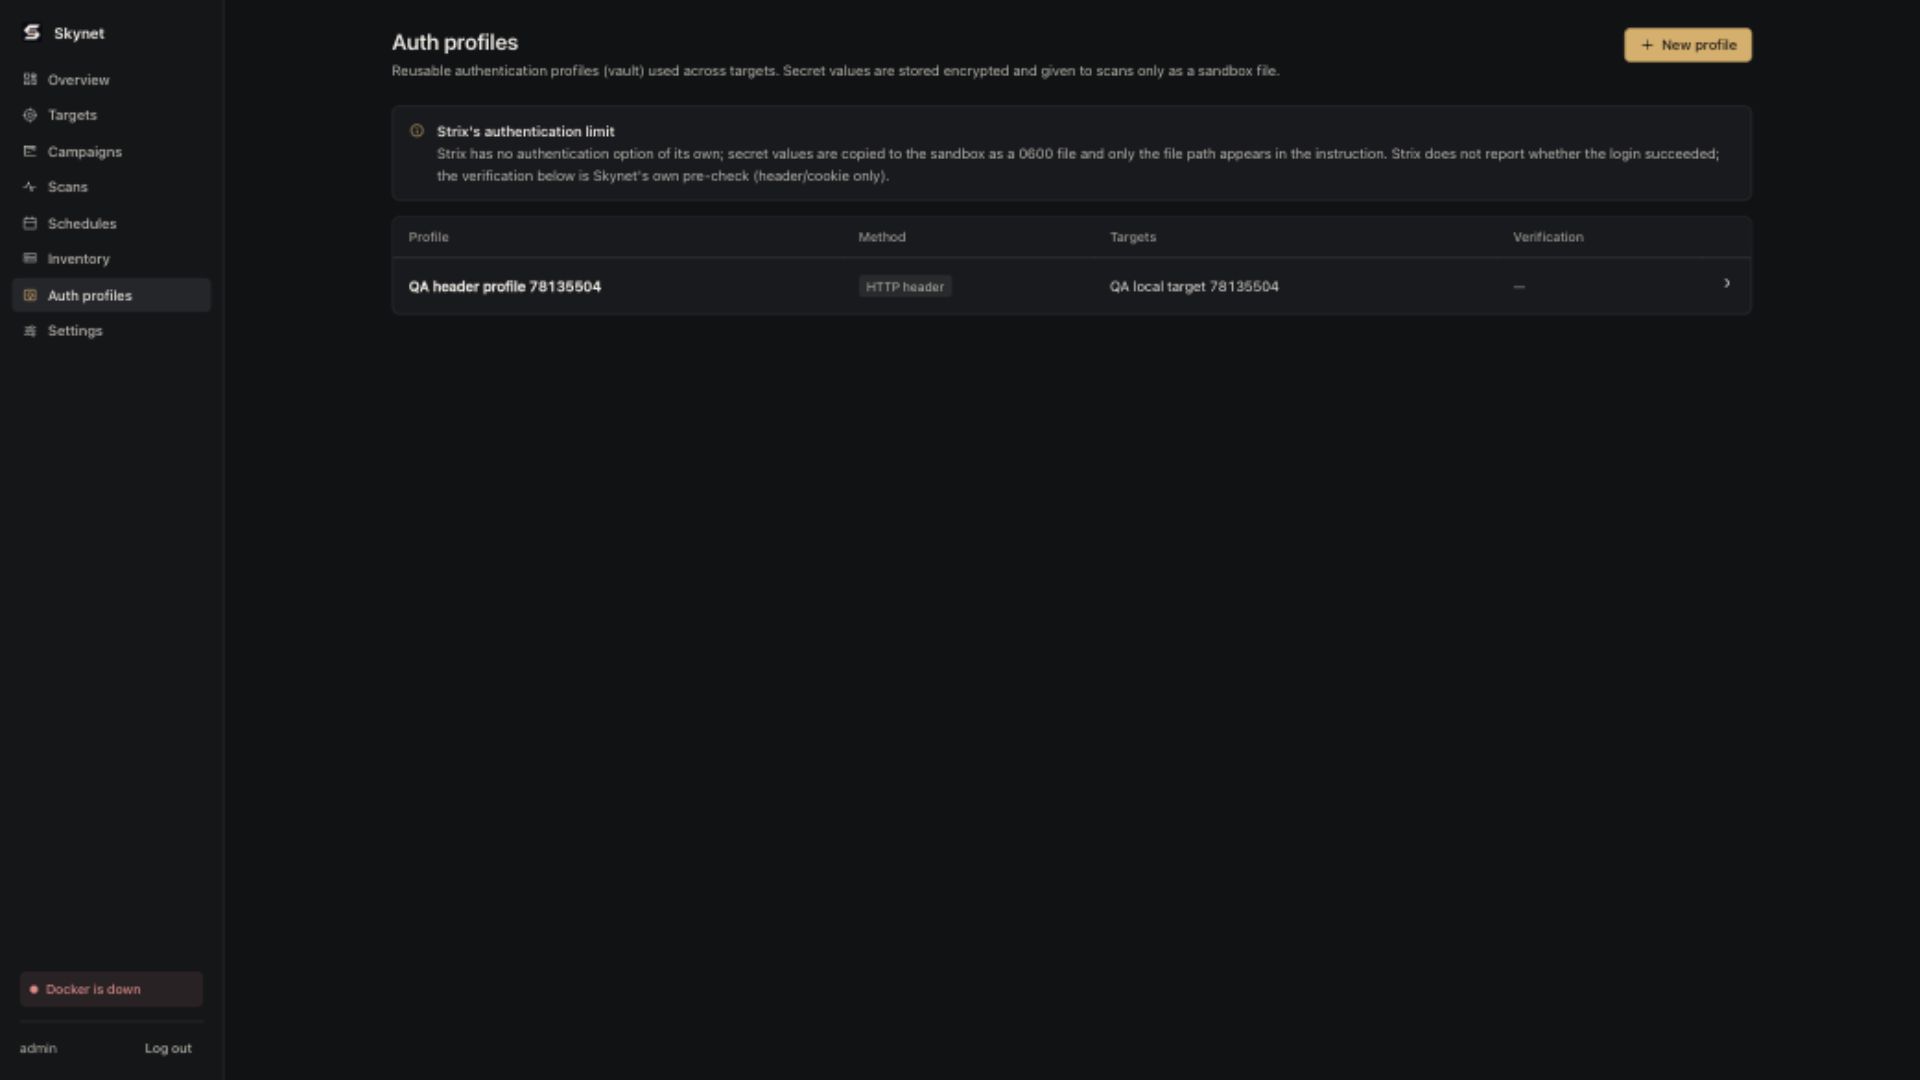 Skynet
Overview
Targets
Campaigns
Scans
Schedules
Inventory
Auth profiles
Settings
Docker is down
admin
Log out
Auth profiles
Reusable authentication profiles (vault) used across targets. Secret values are stored encrypted and given to scans only as a sandbox file.
+ New profile
Strix's authentication limit
Strix has no authentication option of its own; secret values are copied to the sandbox as a 0600 file and only the file path appears in the instruction. Strix does not report whether the login succeeded;
the verification below is Skynet's own pre-check (header/cookie only).
Profile Method Targets Verification
QA header profile 78135504 HTTP header QA local target 78135504 —